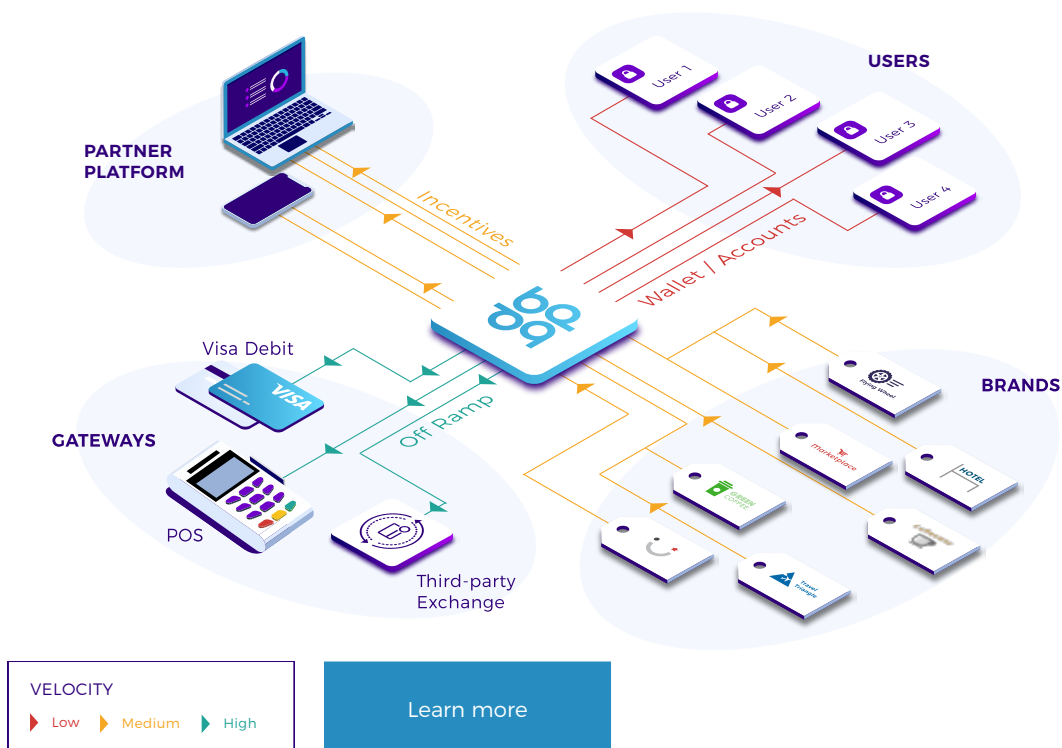 USERS
User 1
User 2
User 3
User 4
PARTNER
PLATFORM
Incentives
Wallet / Accounts
Visa Debit
VISA
Off Ramp
GATEWAYS
POS
Third-party
Exchange
BRANDS
Flying Wheel
marketplace
HOTEL
GREEN
COFFEE
Travel
Triangle
VELOCITY
Low
Medium
High
Learn more